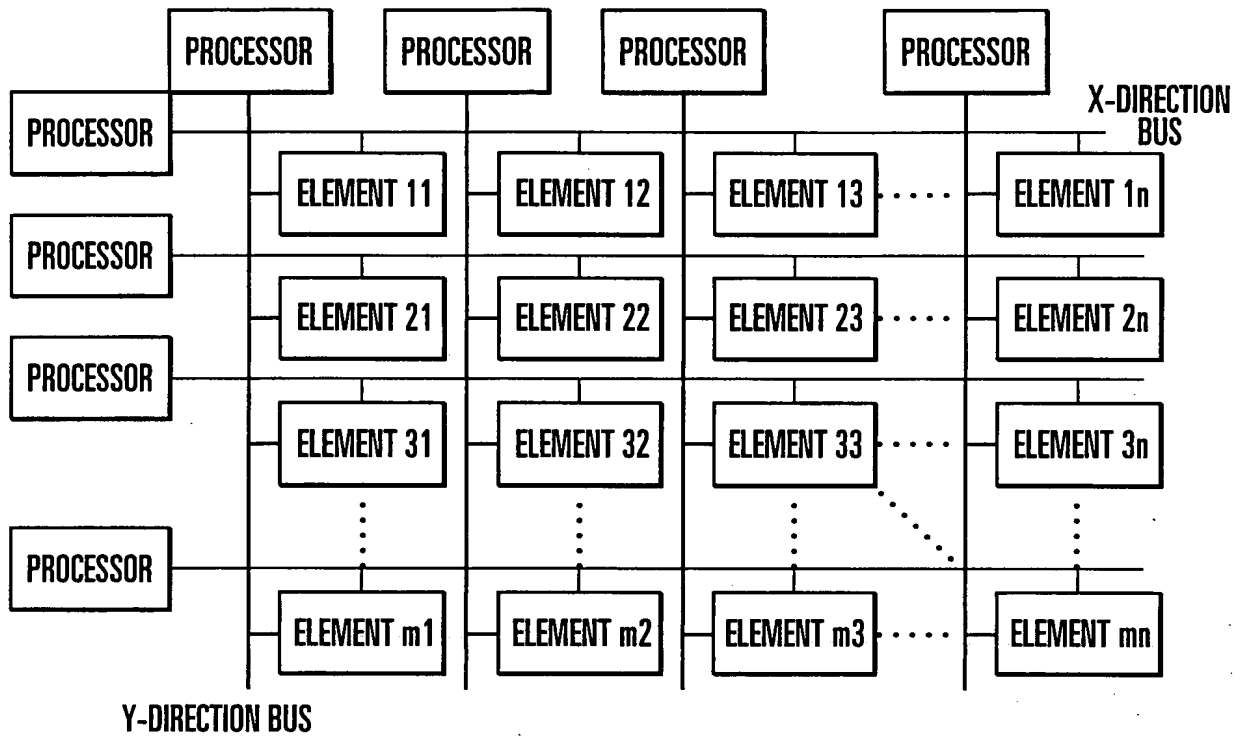 PROCESSOR PROCESSOR PROCESSOR PROCESSOR
X-DIRECTION
BUS
PROCESSOR
ELEMENT 11 ELEMENT 12 ELEMENT 13 ELEMENT 1n
PROCESSOR
ELEMENT 21 ELEMENT 22 ELEMENT 23 ELEMENT 2n
PROCESSOR
ELEMENT 31 ELEMENT 32 ELEMENT 33 ELEMENT 3n
PROCESSOR
ELEMENT m1 ELEMENT m2 ELEMENT m3 ELEMENT mn
Y-DIRECTION BUS